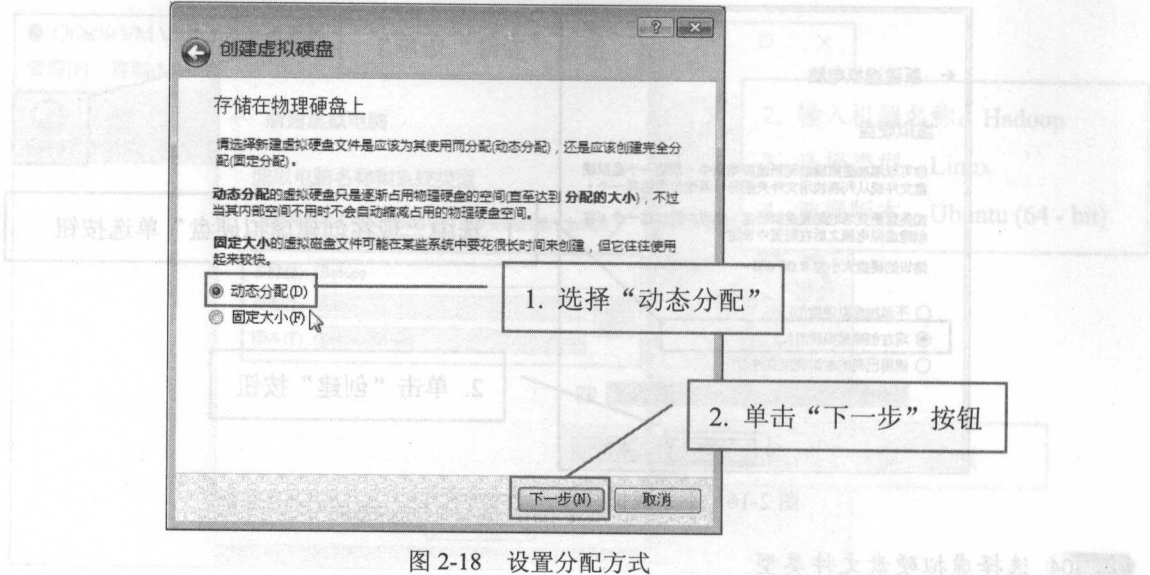 创建虚拟硬盘
存储在物理硬盘上
请选择新建虚拟硬盘文件是应该为其使用而分配(动态分配)，还是应该创建完全分
配(固定分配)。
动态分配的虚拟硬盘只是逐渐占用物理硬盘的空间(直至达到 分配的大小)，不过
当其内部空间不用时不会自动缩减占用的物理硬盘空间。
固定大小的虚拟磁盘文件可能在某些系统中要花很长时间来创建，但它往往使用
起来较快。
动态分配(D)
固定大小(F)
1. 选择“动态分配”
2. 单击“下一步”按钮
下一步(N)
取消
图 2-18 设置分配方式